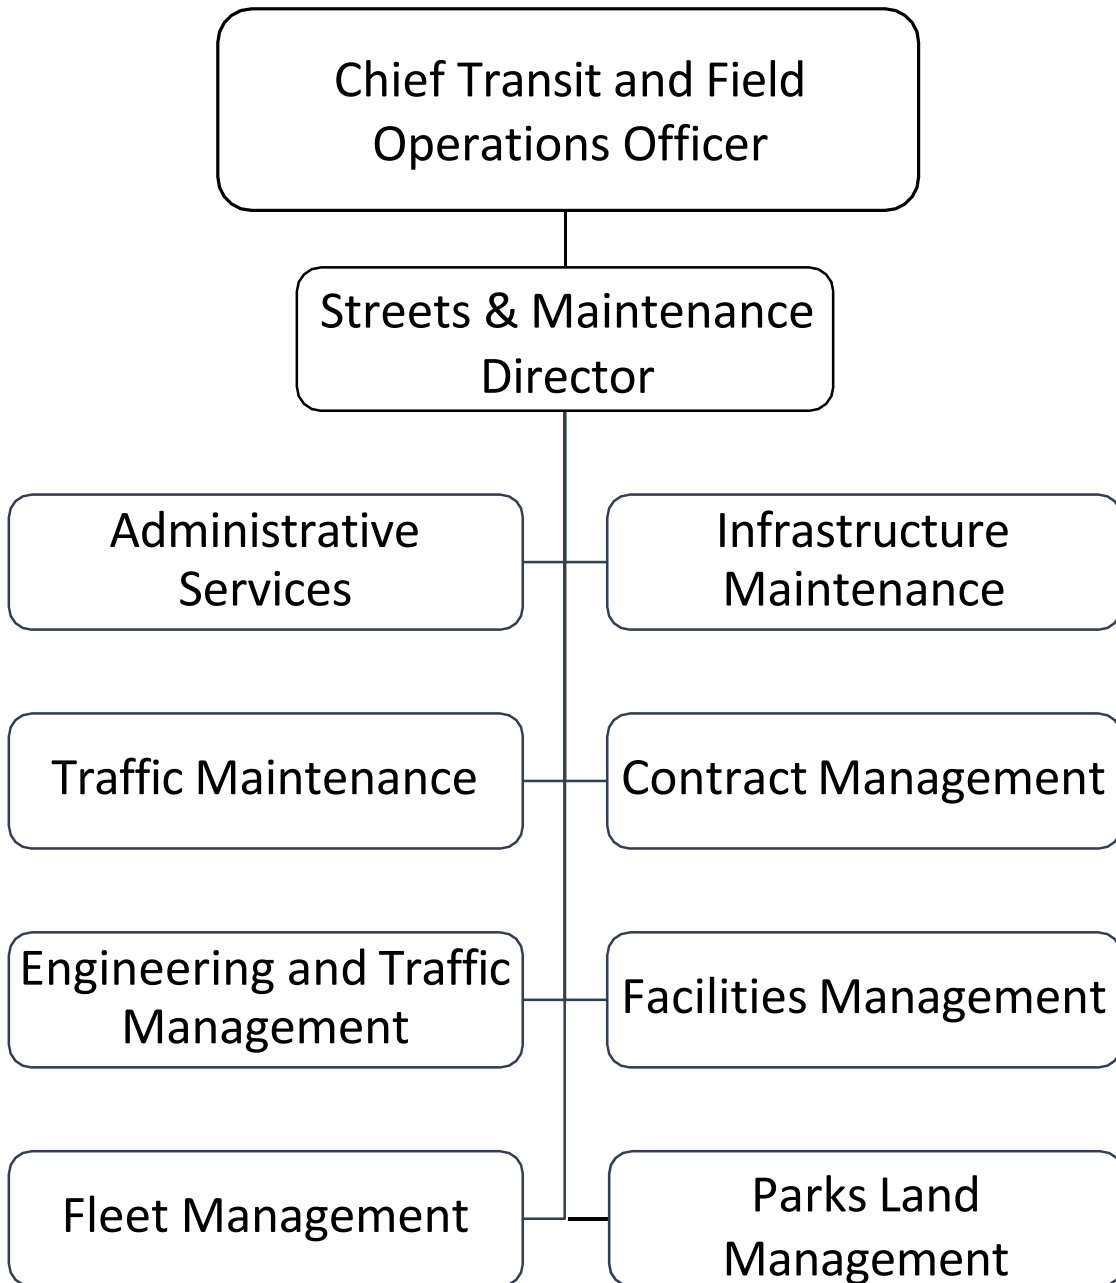 Chief Transit and Field
Operations Officer
Streets & Maintenance
Director
Administrative
Services
Infrastructure
Maintenance
Traffic Maintenance
Contract Management
Engineering and Traffic
Management
Facilities Management
Fleet Management
Parks Land
Management